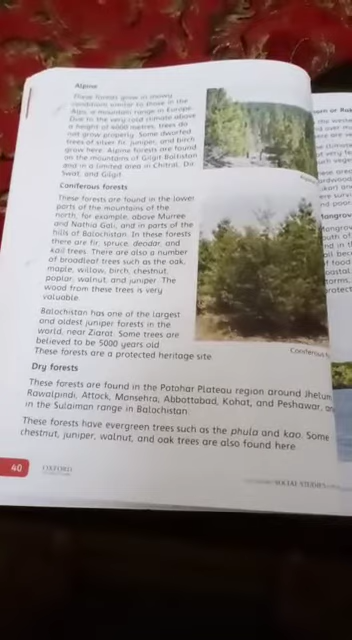 Alpine
These forests grow in snowy
conditions similar to those in the
Alps, a mountain range in Europe.
Due to the very cold climate above
a height of 4000 metres, trees do
not grow properly. Some dwarfed
trees of silver fir, juniper, and birch
grow here. Alpine forests are found
on the mountains of Gilgit Baltistan
and in a limited area in Chitral, Dir,
Swat, and Gilgit.
Coniferous forests
These forests are found in the lower
parts of the mountains of the
north, for example, above Murree
and Nathia Gali, and in parts of the
hills of Balochistan. In these forests
there are fir, spruce, deodar, and
kail trees. There are also a number
of broadleaf trees such as the oak,
maple, willow, birch, chestnut,
poplar, walnut, and juniper. The
wood from these trees is very
valuable.
Balochistan has one of the largest
and oldest juniper forests in the
world, near Ziarat. Some trees are
believed to be 5000 years old.
These forests are a protected heritage site.
Coniferous
Dry forests
These forests are found in the Potohar Plateau region around Jhelum
Rawalpindi, Attock, Mansehra, Abbottabad, Kohat, and Peshawar, an
in the Sulaiman range in Balochistan.
These forests have evergreen trees such as the phula and kao. Some
chestnut, juniper, walnut, and oak trees are also found here.
40
OXFORD
SOCIAL STUDIES